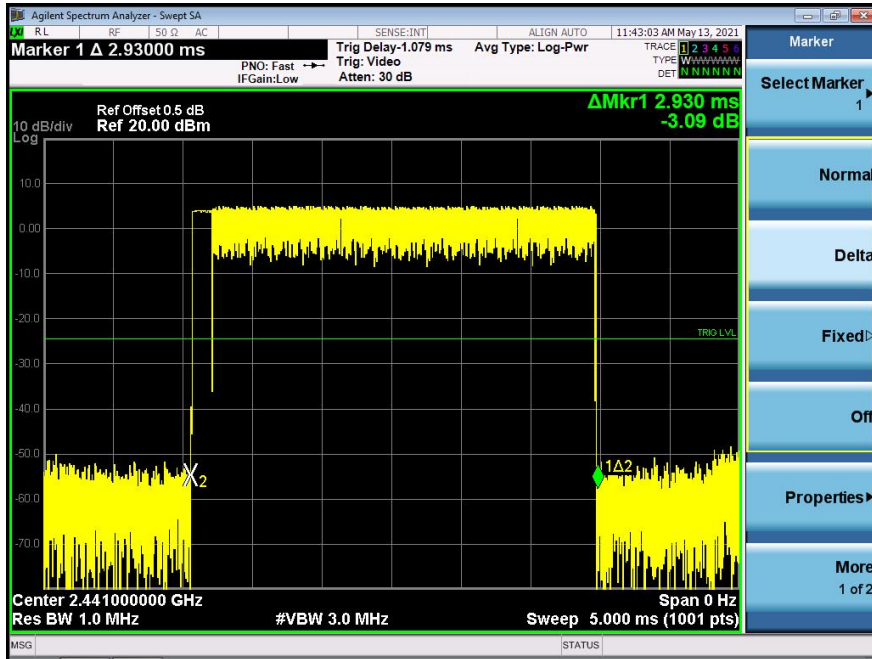 Agilent Spectrum Analyzer - Swept SA
LXI RL RF 50 Ω AC SENSE:INT ALIGN AUTO 11:43:03 AM May 13, 2021
Marker 1 Δ 2.93000 ms
Trig Delay-1.079 ms
Avg Type: Log-Pwr
TRACE 1 2 3 4 5 6
PNO: Fast
Trig: Video
TYPE WWWWWW
IFGain:Low
Atten: 30 dB
DET N N N N N N
Marker
Select Marker
1
Normal
Delta
Fixed
Off
Properties
More
1 of 2
ΔMkr1 2.930 ms
-3.09 dB
Ref Offset 0.5 dB
10 dB/div Ref 20.00 dBm
Log
10.0
0.00
-10.0
-20.0
TRIG LVL
-30.0
-40.0
-50.0
1Δ2
2
-60.0
-70.0
Center 2.441000000 GHz
Span 0 Hz
Res BW 1.0 MHz
#VBW 3.0 MHz
Sweep 5.000 ms (1001 pts)
MSG
STATUS